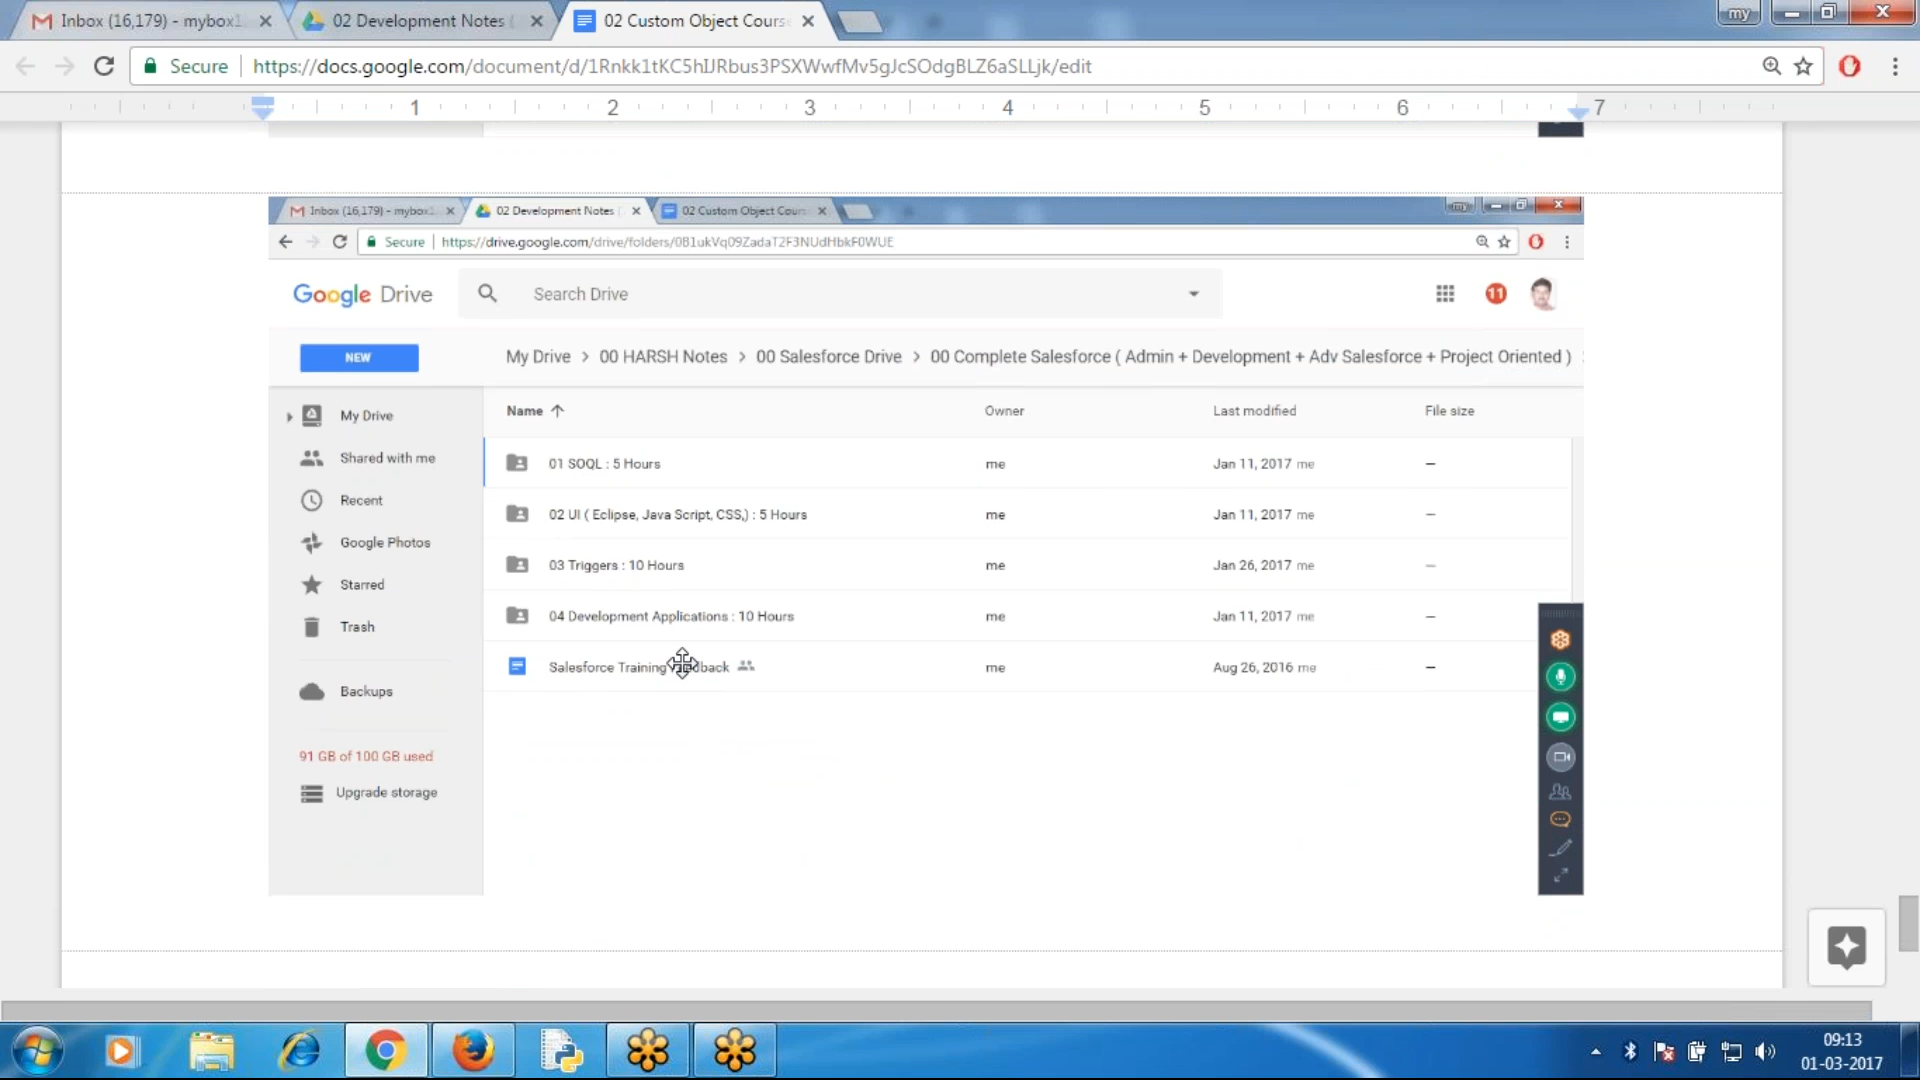 Inbox (16,179) - mybox1
02 Development Notes (
02 Custom Object Cours
my
Secure
https://docs.google.com/document/d/1Rnkk1tKC5hIJRbus3PSXWwfMv5gJcSOdgBLZ6aSLLjk/edit
1 2 3 4 5 6 7
Inbox (16,179) - mybox1
02 Development Notes (
02 Custom Object Cours
Secure
https://drive.google.com/drive/folders/0B1ukVq09ZadaT2F3NUdHbkF0WUE
Google Drive
Search Drive
11
NEW
My Drive > 00 HARSH Notes > 00 Salesforce Drive > 00 Complete Salesforce ( Admin + Development + Adv Salesforce + Project Oriented )
Name Owner Last modified File size
My Drive
Shared with me
Recent
Google Photos
Starred
Trash
Backups
91 GB of 100 GB used
Upgrade storage
01 SOQL : 5 Hours me Jan 11, 2017 me –
02 UI ( Eclipse, Java Script, CSS,) : 5 Hours me Jan 11, 2017 me –
03 Triggers : 10 Hours me Jan 26, 2017 me –
04 Development Applications : 10 Hours me Jan 11, 2017 me –
Salesforce Training back me Aug 26, 2016 me –
09:13
01-03-2017